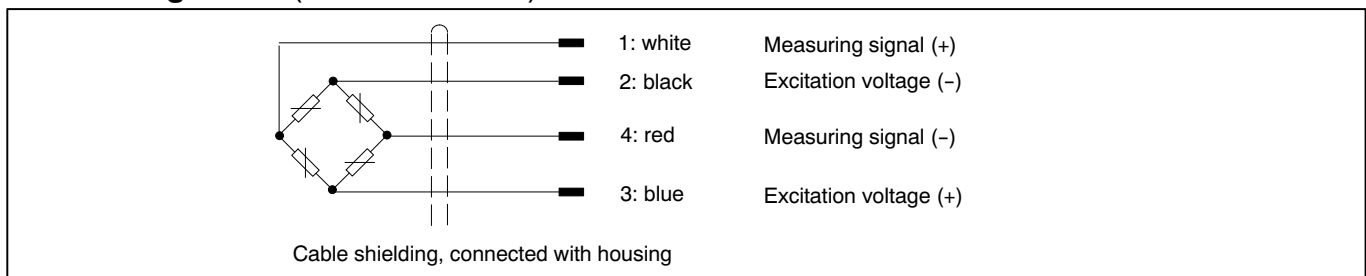 1: white Measuring signal (+)
2: black Excitation voltage (–)
4: red Measuring signal (–)
3: blue Excitation voltage (+)
Cable shielding, connected with housing